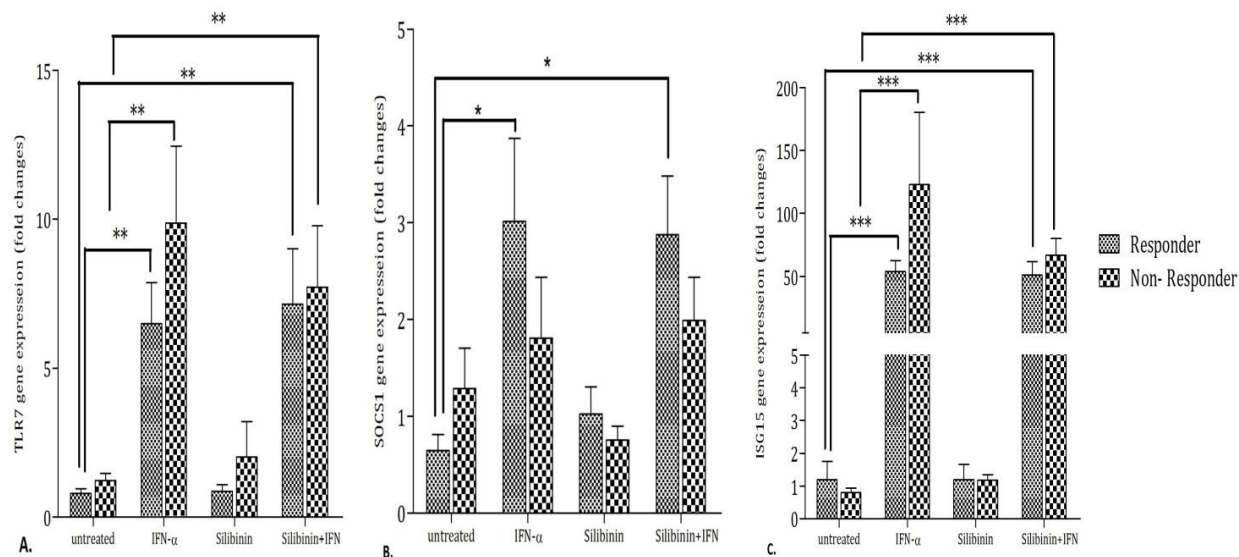 **
**
**
**
TLR7 gene expresseion (fold changes)
15
10
5
0
untreated
IFN-α
Silibinin
Silibinin+IFN
A.
*
*
SOCS1 gene expresseion (fold changes)
5
4
3
2
1
0
untreated
IFN-α
Silibinin
Silibinin+IFN
B.
***
***
***
***
ISG15 gene expression (fold changes)
200
150
100
50
5
4
3
2
1
0
untreated
IFN-α
Silibinin
Silibinin+IFN
C.
Responder
Non- Responder